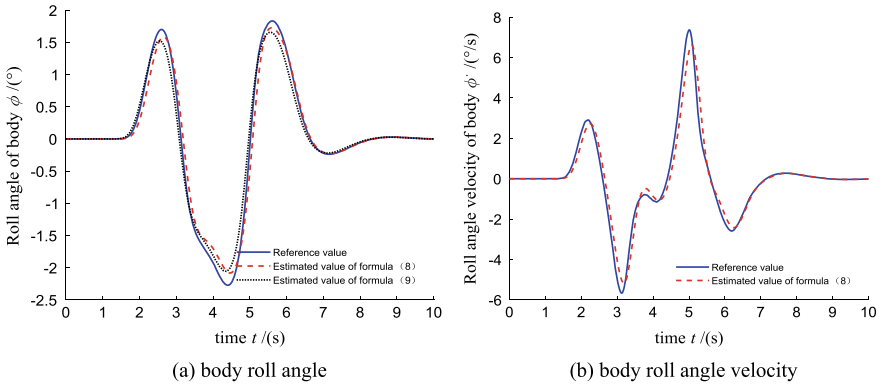 2
1.5
1
0.5
0
-0.5
-1
-1.5
-2
-2.5
Roll angle of body ϕ /(°)
Reference value
Estimated value of formula（8）
Estimated value of formula（9）
0 1 2 3 4 5 6 7 8 9 10
time t /(s)
(a) body roll angle
8
6
4
2
0
-2
-4
-6
Roll angle velocity of body ϕ̇ /(°/s)
Reference value
Estimated value of formula（8）
0 1 2 3 4 5 6 7 8 9 10
time t /(s)
(b) body roll angle velocity